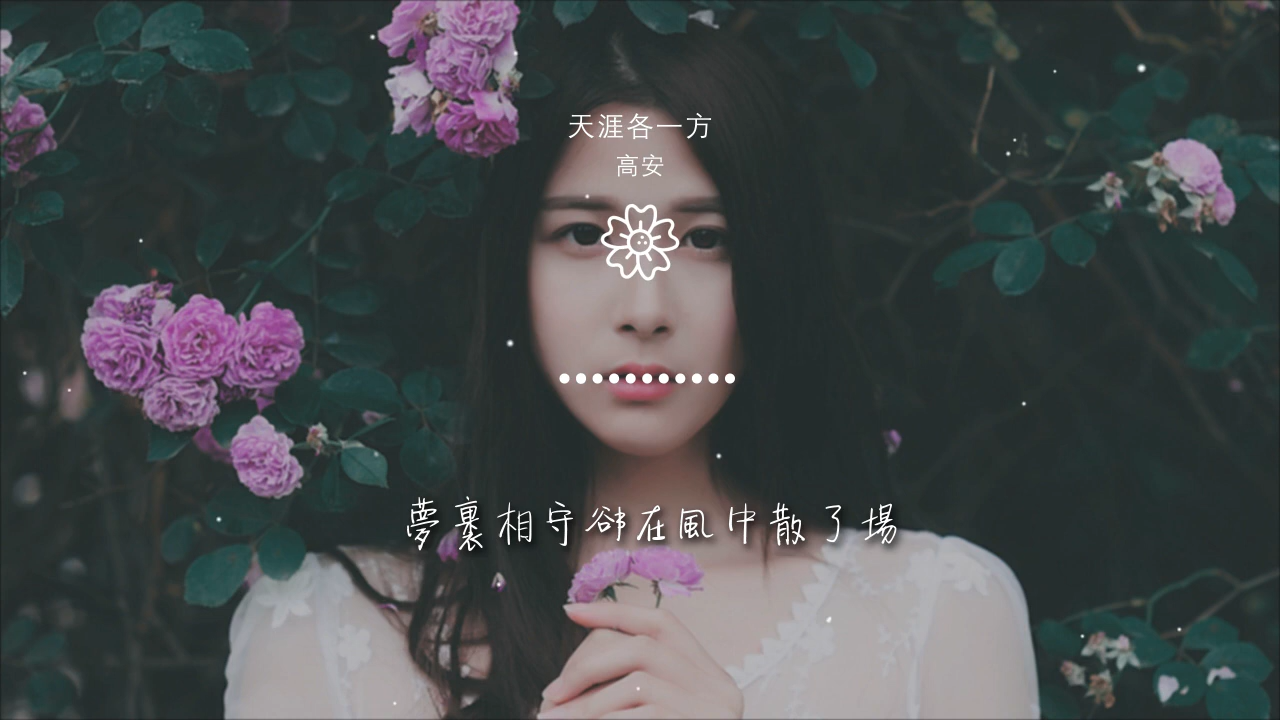 天涯各一方
高安
夢裏相守卻在風中散了場